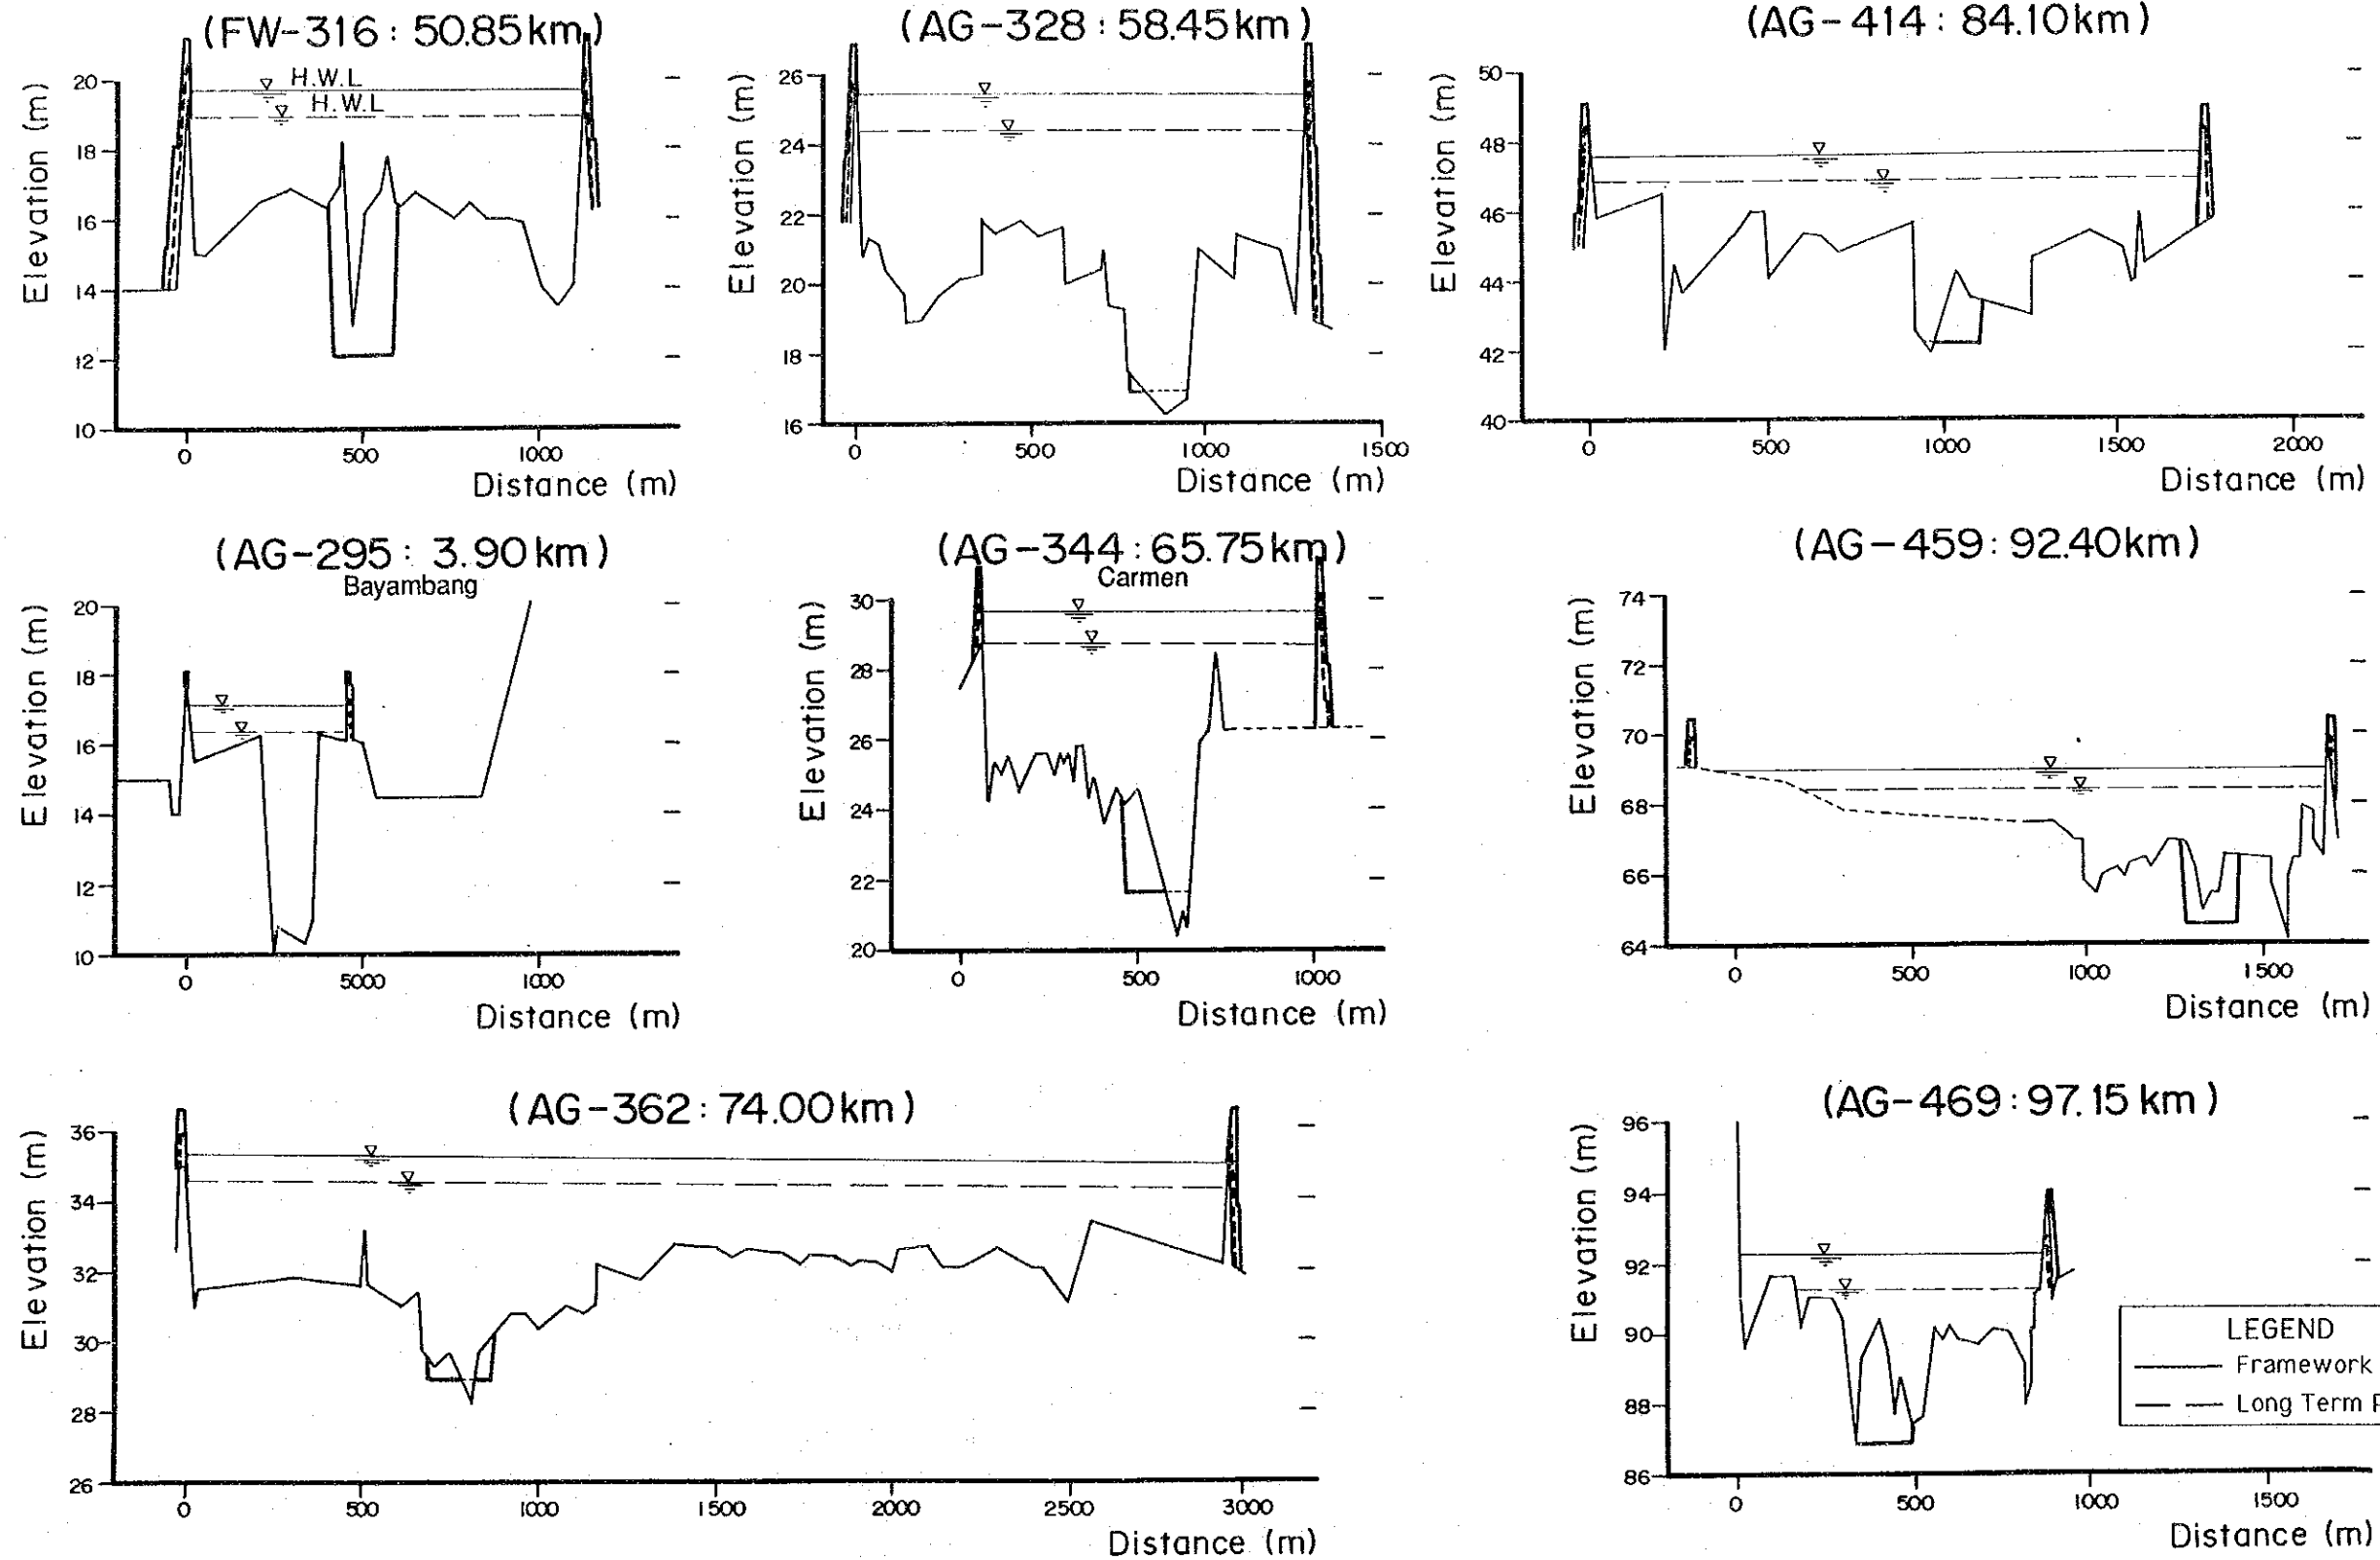 (FW-316: 50.85km)
H.W.L
H.W.L
Elevation (m)
20
18
16
14
12
10
0
500
1000
Distance (m)
(AG-328:58.45km)
Elevation (m)
26
24
22
20
18
16
0
500
1000
1500
Distance (m)
(AG-414:84.10km)
Elevation (m)
50
48
46
44
42
40
0
500
1000
1500
2000
Distance (m)
(AG-295: 3.90km)
Bayambang
Elevation (m)
20
18
16
14
12
10
0
5000
1000
Distance (m)
(AG-344:65.75km)
Carmen
Elevation (m)
30
28
26
24
22
20
0
500
1000
Distance (m)
(AG-459:92.40km)
Elevation (m)
74
72
70
68
66
64
0
500
1000
1500
Distance (m)
(AG-362:74.00km)
Elevation (m)
36
34
32
30
28
26
0
500
1000
1500
2000
2500
3000
Distance (m)
(AG-469:97.15km)
Elevation (m)
96
94
92
90
88
86
0
500
1000
1500
Distance (m)
LEGEND
Framework
Long Term